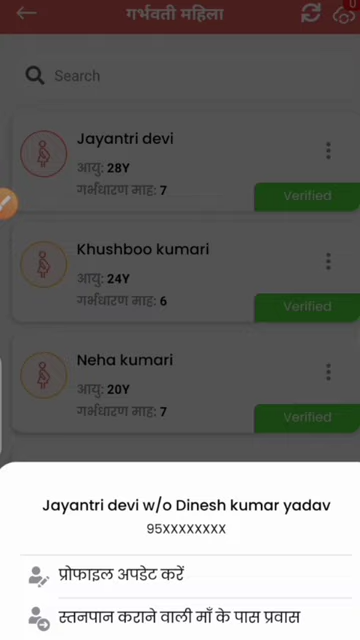 गर्भवती महिला
0
Search
Jayantri devi
आयु: 28Y
गर्भधारण माह: 7
Verified
Khushboo kumari
आयु: 24Y
गर्भधारण माह: 6
Verified
Neha kumari
आयु: 20Y
गर्भधारण माह: 7
Verified
Jayantri devi w/o Dinesh kumar yadav
95XXXXXXXX
प्रोफाइल अपडेट करें
स्तनपान कराने वाली माँ के पास प्रवास